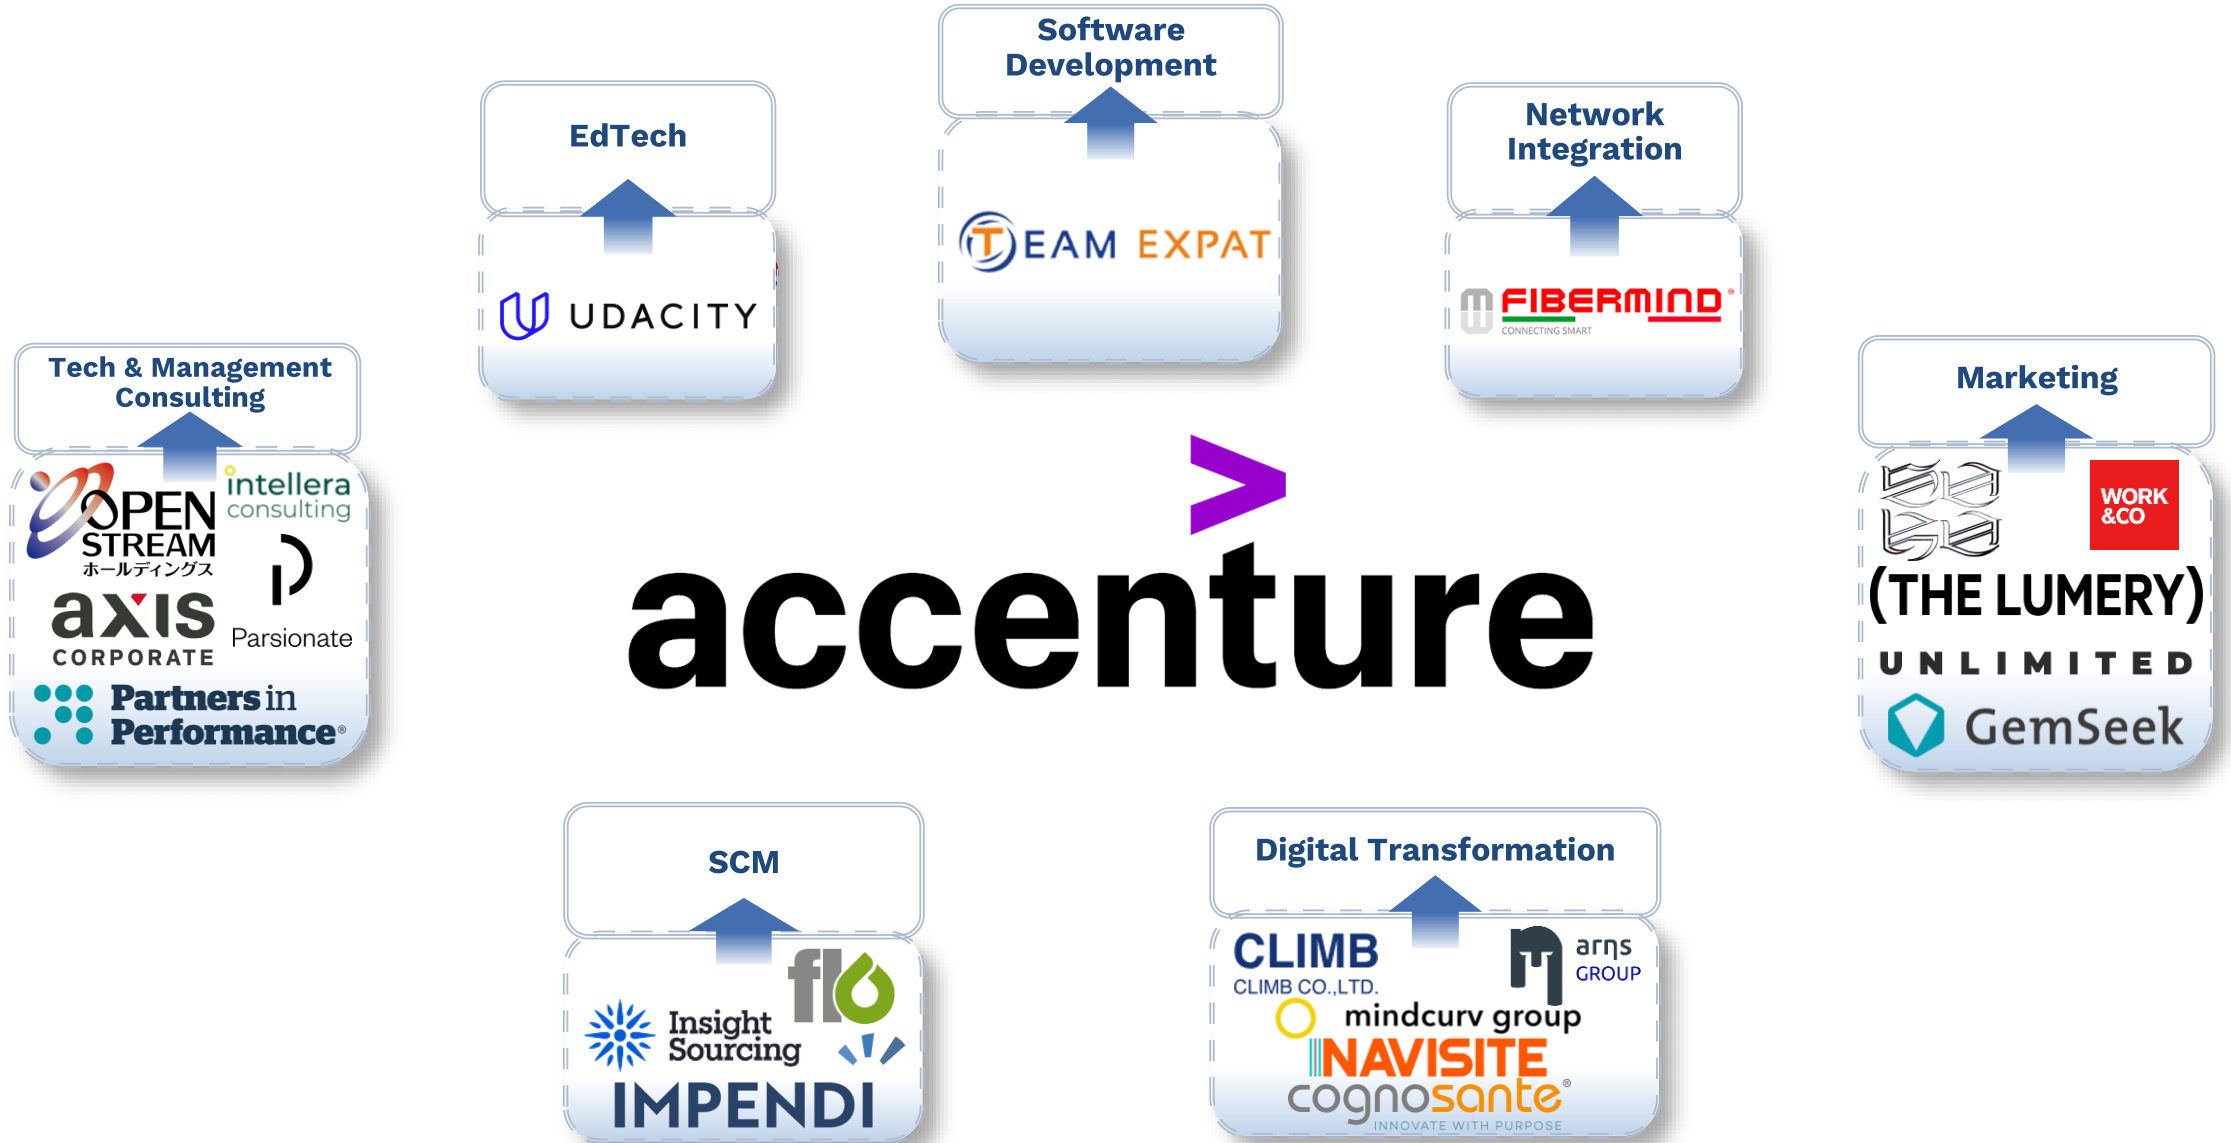 Software
Development
EdTech
Network
Integration
TEAM EXPAT
UDACITY
FIBERMIND
CONNECTING SMART
Tech & Management
Consulting
OPEN
STREAM
ホールディングス
intellera
consulting
axis
CORPORATE
Parsionate
Partners in
Performance®
accenture
Marketing
WORK
&CO
(THE LUMERY)
UNLIMITED
GemSeek
SCM
flo
Insight
Sourcing
IMPENDI
Digital Transformation
CLIMB
CLIMB CO.,LTD.
arηs
GROUP
mindcurv group
NAVISITE
cognosante®
INNOVATE WITH PURPOSE